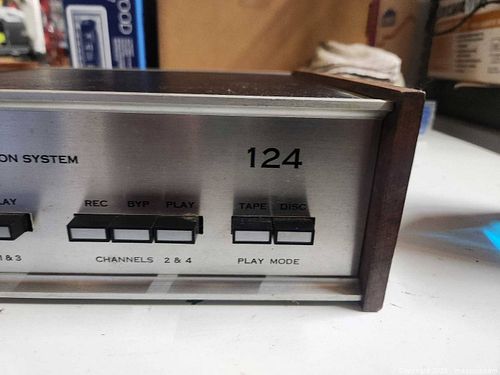 ON SYSTEM
124
LAY
REC BYP PLAY
TAPE DISC
1 & 3
CHANNELS 2 & 4
PLAY MODE